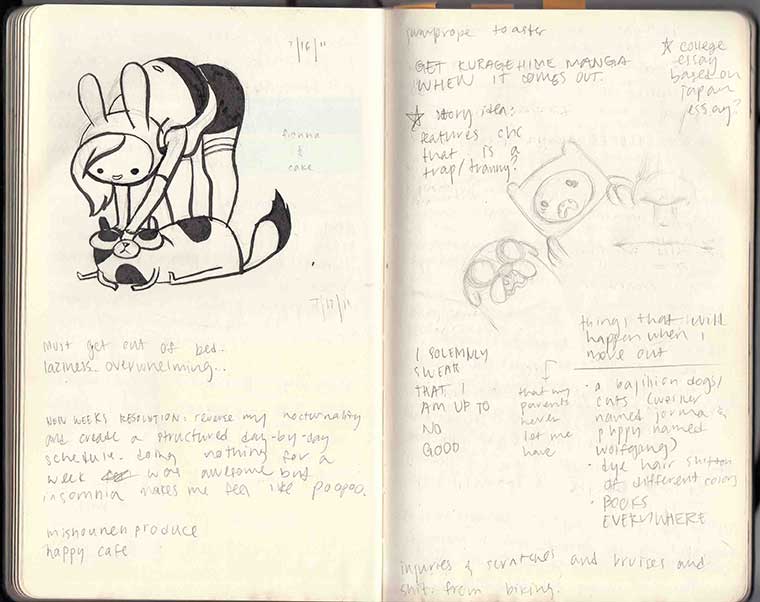 7/16/11
fionna
&
cake
7/17/11
Must get out of bed..
laziness.. overwhelming...
NEW WEEKS RESOLUTION: reverse my nocturnality
and create a structured day-by-day
schedule. doing nothing for a
week was awesome but
insomnia makes me feel like poopoo.
mishounen produce
happy cafe
jumprope toaster
GET KURAGEHIME MANGA
WHEN IT COMES OUT.
☆ college
essay
based on
japan
essay?
☆ story idea:
features chc
that is a
trap/tranny?
I SOLEMNLY
SWEAR
THAT I
AM UP TO
NO
GOOD
things that will
happen when I
move out
that my
parents
never
let me
have
• a bajillion dogs/
cats (weiner
named jorma &
puppy named
wolfgang)
• dye hair shitton
of different colors
• BOOKS
EVERYWHERE
injuries & scratches and bruises and
shit from biking.